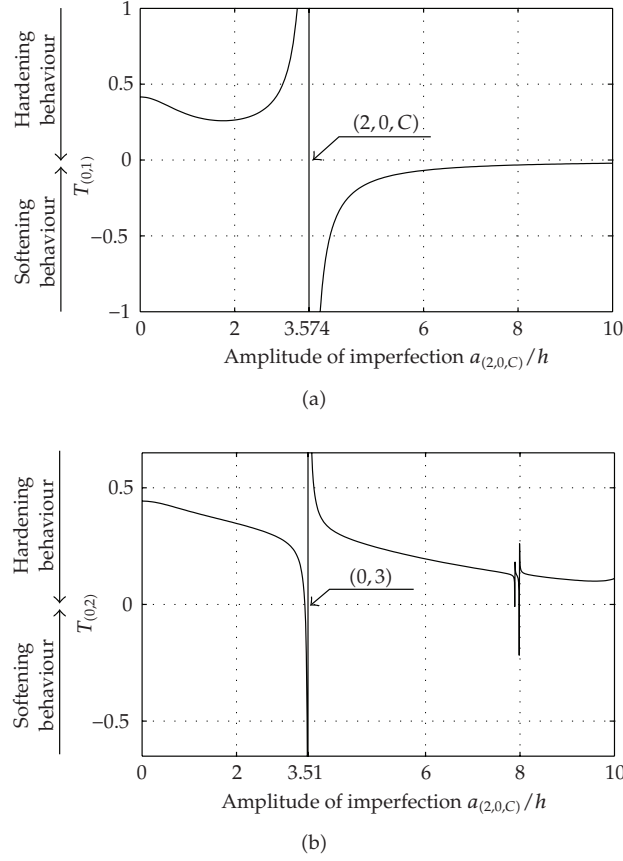 Hardening
behaviour
Softening
behaviour
T(0,1)
1
0.5
0
−0.5
−1
(2, 0, C)
0
2
3.574
6
8
10
Amplitude of imperfection a(2,0,C)/h
(a)
Hardening
behaviour
Softening
behaviour
T(0,2)
0.5
0
−0.5
(0, 3)
0
2
3.51
6
8
10
Amplitude of imperfection a(2,0,C)/h
(b)